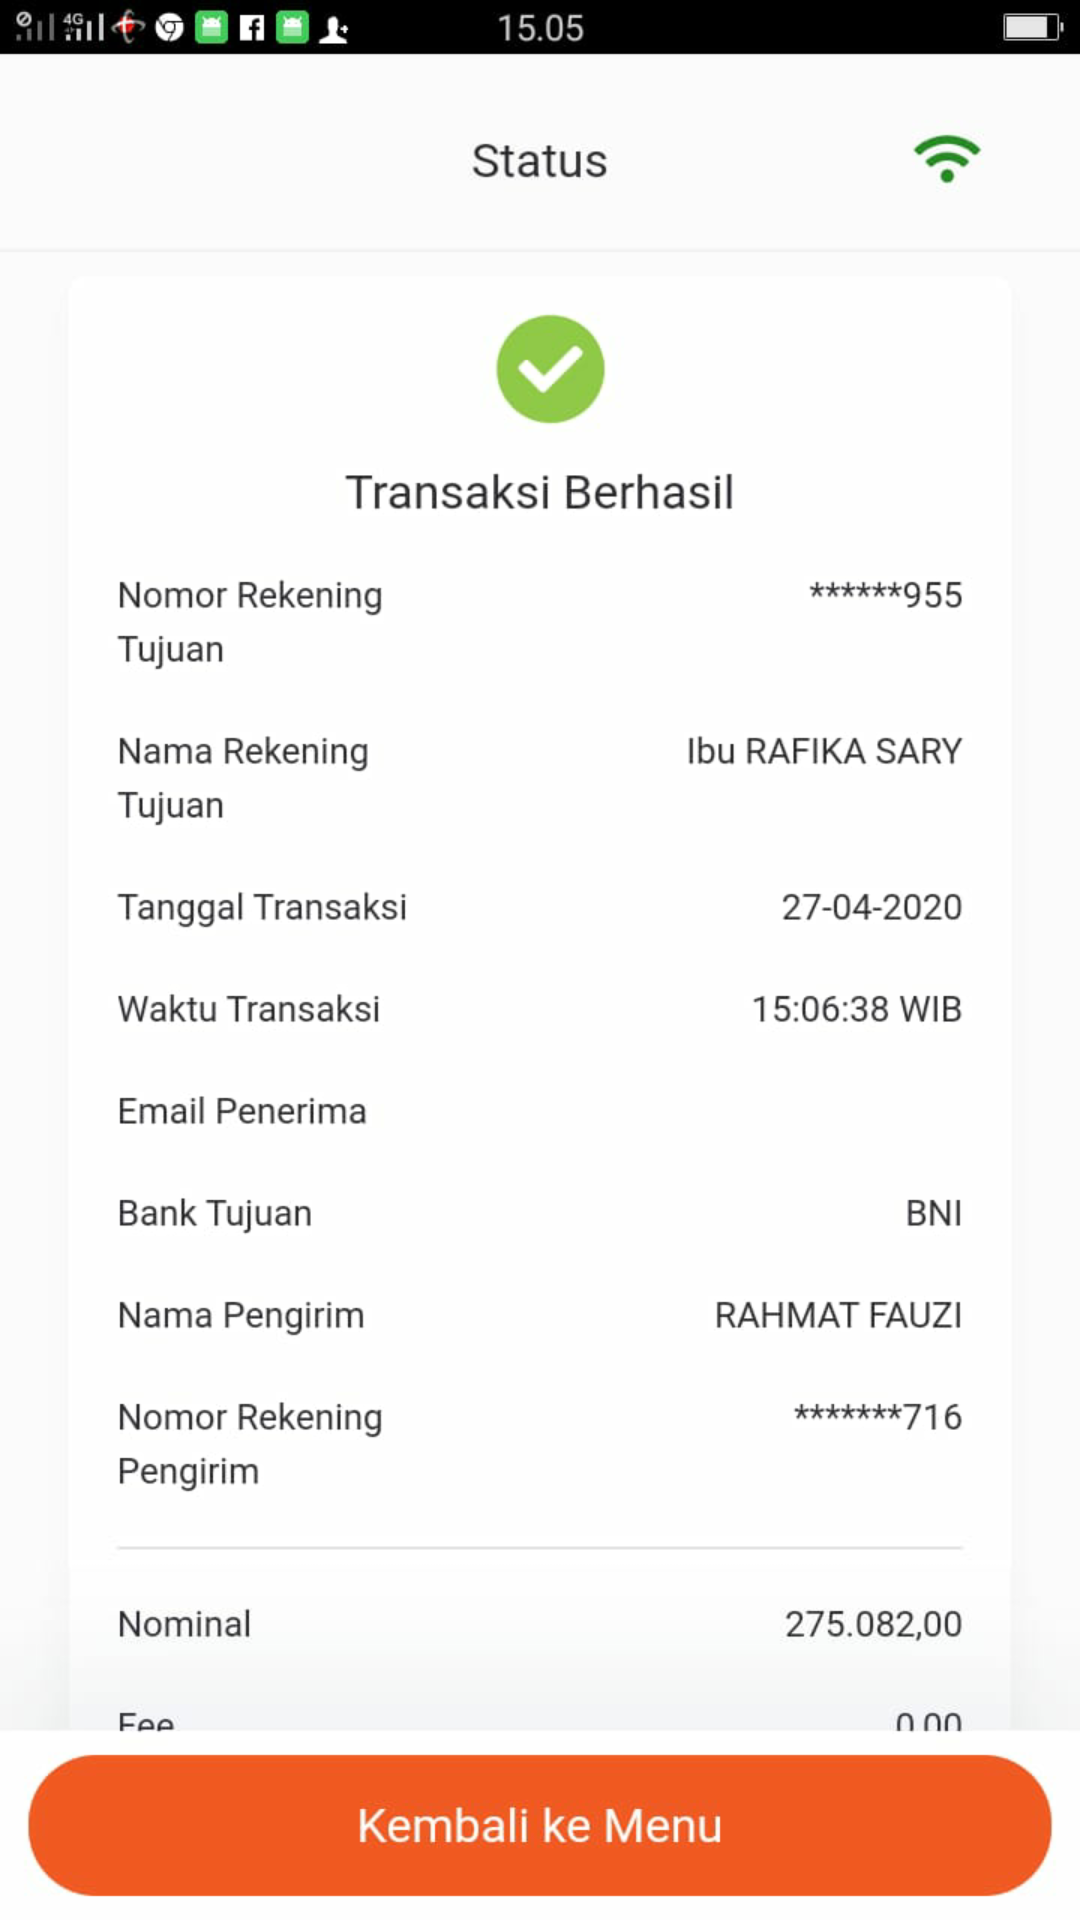 4G
15.05
Status
Transaksi Berhasil
Nomor Rekening Tujuan ******955
Nama Rekening Tujuan Ibu RAFIKA SARY
Tanggal Transaksi 27-04-2020
Waktu Transaksi 15:06:38 WIB
Email Penerima
Bank Tujuan BNI
Nama Pengirim RAHMAT FAUZI
Nomor Rekening Pengirim *******716
Nominal 275.082,00
Fee 0,00
Kembali ke Menu